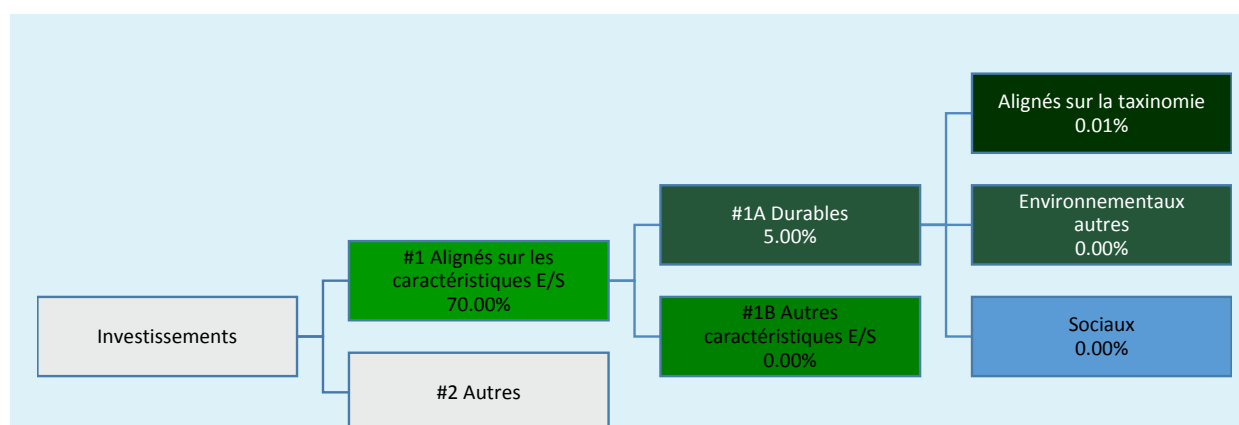 Investissements
#1 Alignés sur les
caractéristiques E/S
70.00%
#2 Autres
#1A Durables
5.00%
#1B Autres
caractéristiques E/S
0.00%
Alignés sur la taxinomie
0.01%
Environnementaux
autres
0.00%
Sociaux
0.00%